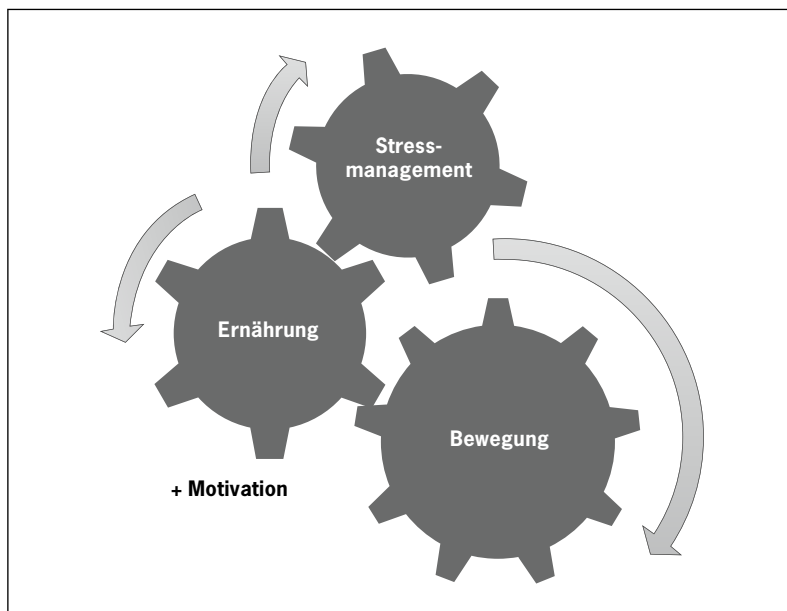 Stress-
management
Ernährung
Bewegung
+ Motivation